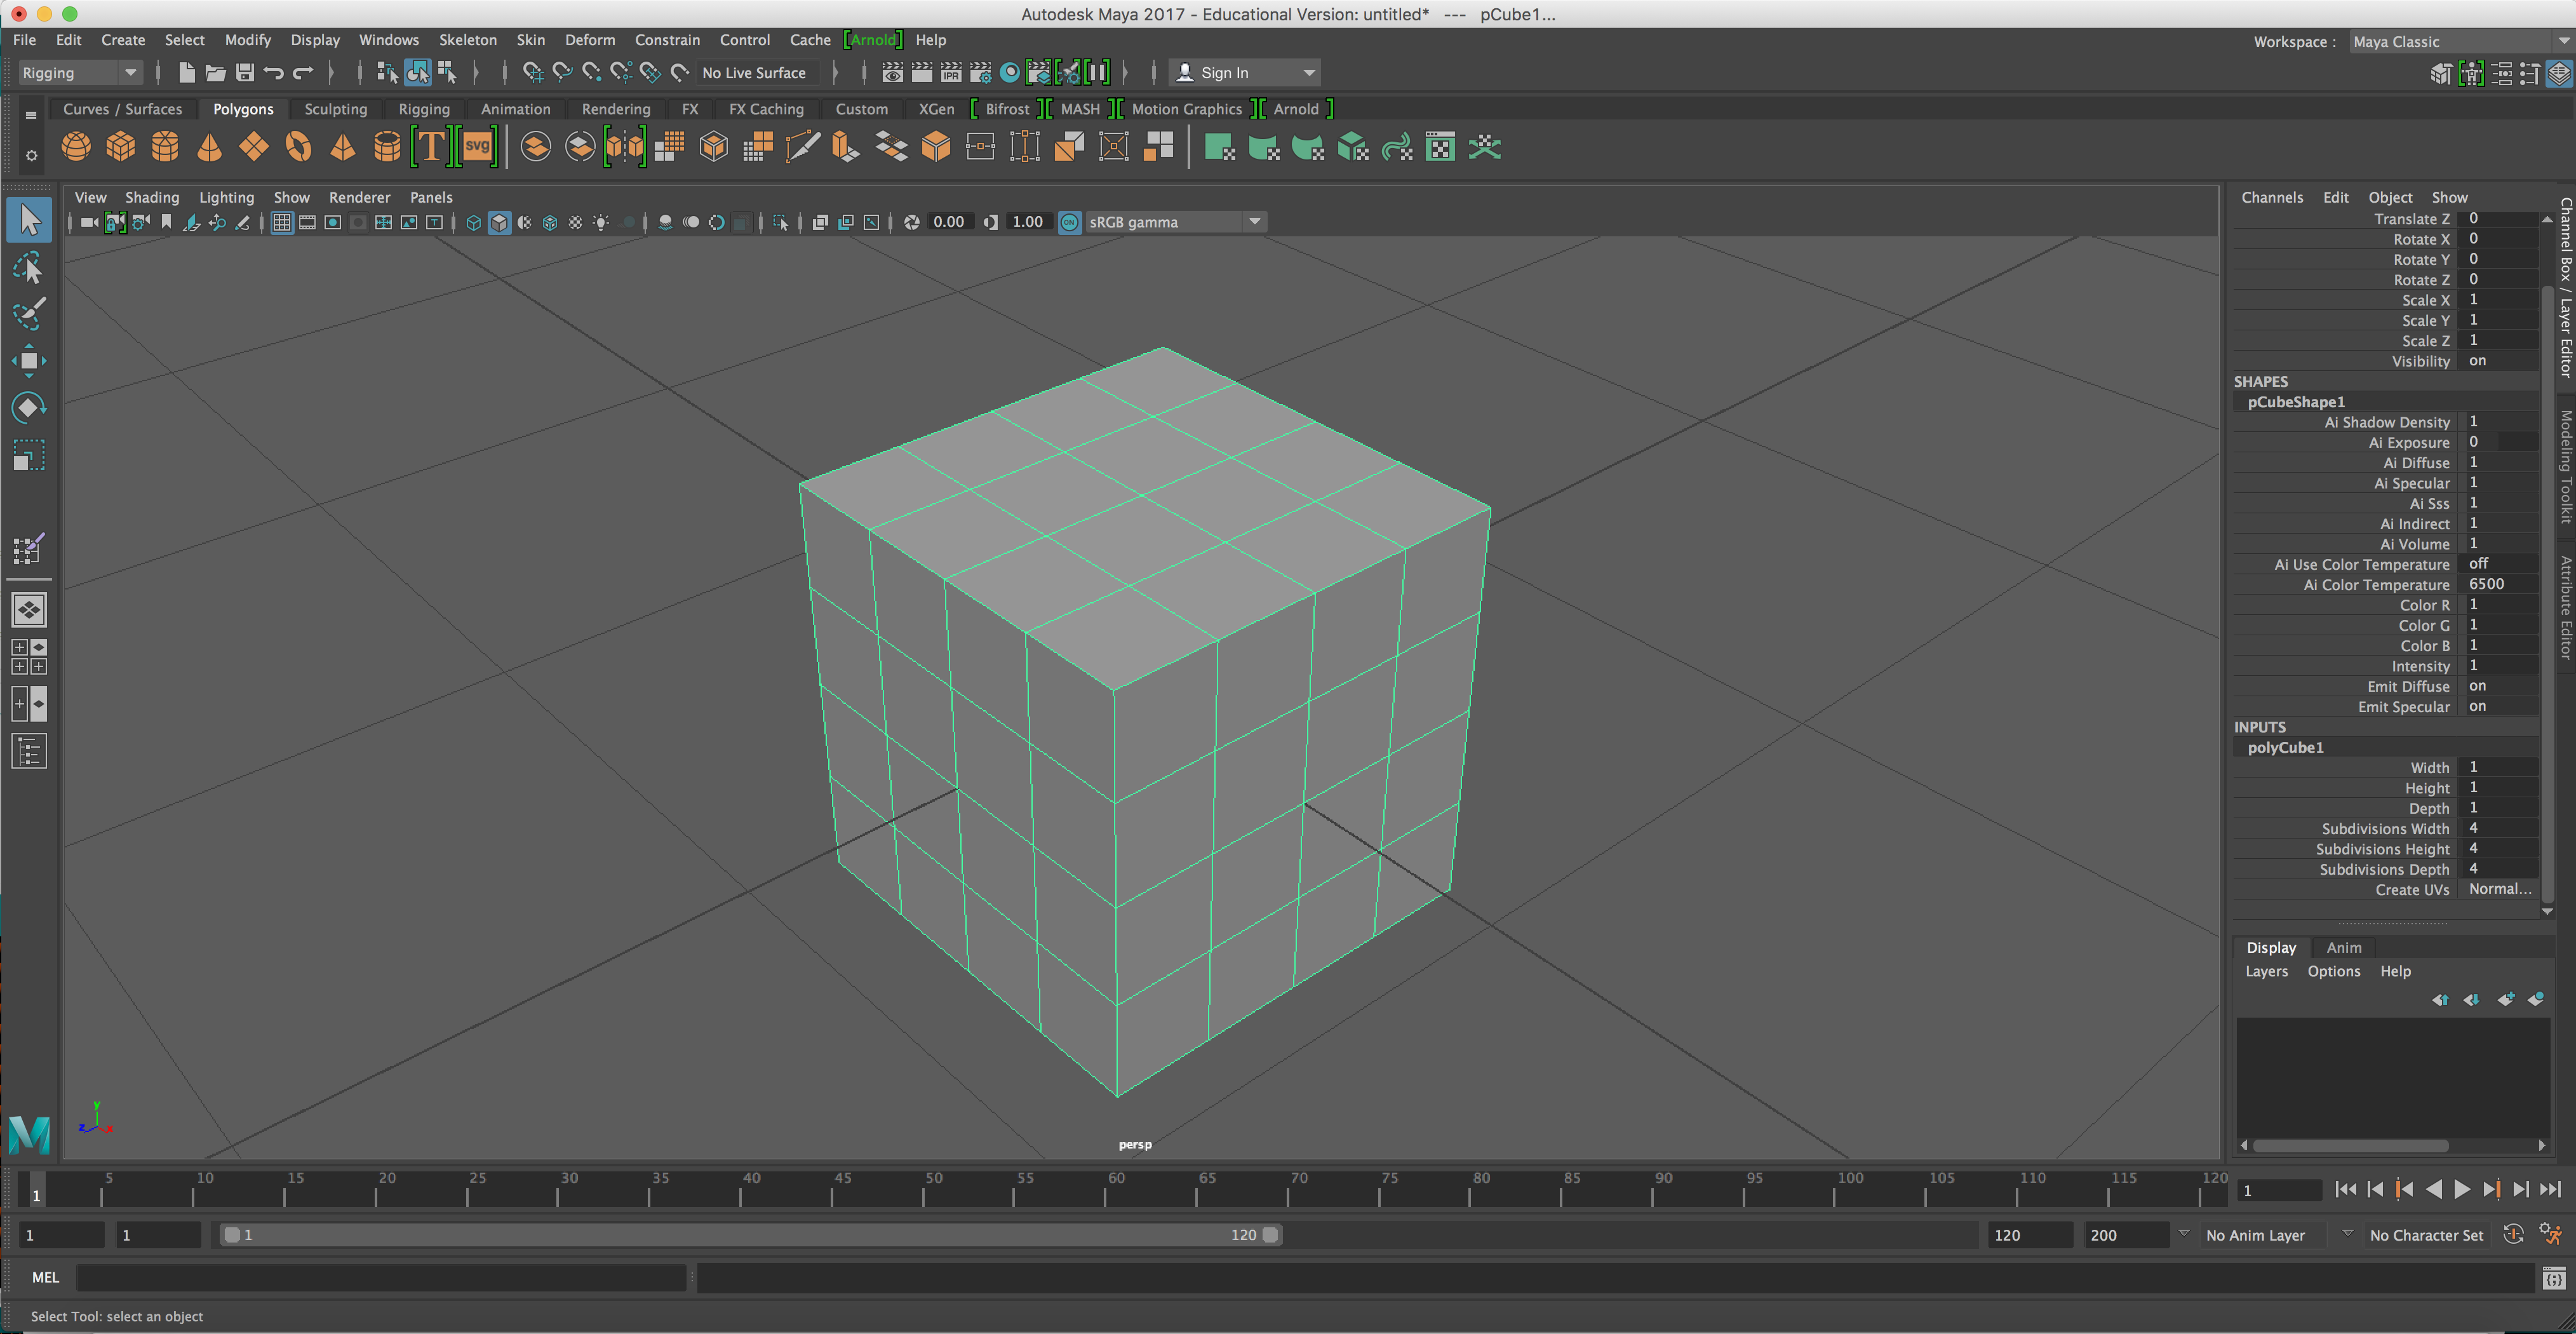 Autodesk Maya 2017 - Educational Version: untitled* --- pCube1...
File Edit Create Select Modify Display Windows Skeleton Skin Deform Constrain Control Cache [Arnold] Help
Workspace : Maya Classic
Rigging
No Live Surface
IPR
Sign In
Curves / Surfaces Polygons Sculpting Rigging Animation Rendering FX FX Caching Custom XGen [ Bifrost ][ MASH ][ Motion Graphics ][ Arnold ]
T
svg
View Shading Lighting Show Renderer Panels
0.00
1.00
ON
sRGB gamma
Channels Edit Object Show
Translate Z 0
Rotate X 0
Rotate Y 0
Rotate Z 0
Scale X 1
Scale Y 1
Scale Z 1
Visibility on
SHAPES
pCubeShape1
Ai Shadow Density 1
Ai Exposure 0
Ai Diffuse 1
Ai Specular 1
Ai Sss 1
Ai Indirect 1
Ai Volume 1
Ai Use Color Temperature off
Ai Color Temperature 6500
Color R 1
Color G 1
Color B 1
Intensity 1
Emit Diffuse on
Emit Specular on
INPUTS
polyCube1
Width 1
Height 1
Depth 1
Subdivisions Width 4
Subdivisions Height 4
Subdivisions Depth 4
Create UVs Normal...
Channel Box / Layer Editor
Modeling Toolkit
Attribute Editor
Display Anim
Layers Options Help
y
z x
persp
M
1 5 10 15 20 25 30 35 40 45 50 55 60 65 70 75 80 85 90 95 100 105 110 115 120
1
1 1 1 120 120 200 No Anim Layer No Character Set
MEL
Select Tool: select an object